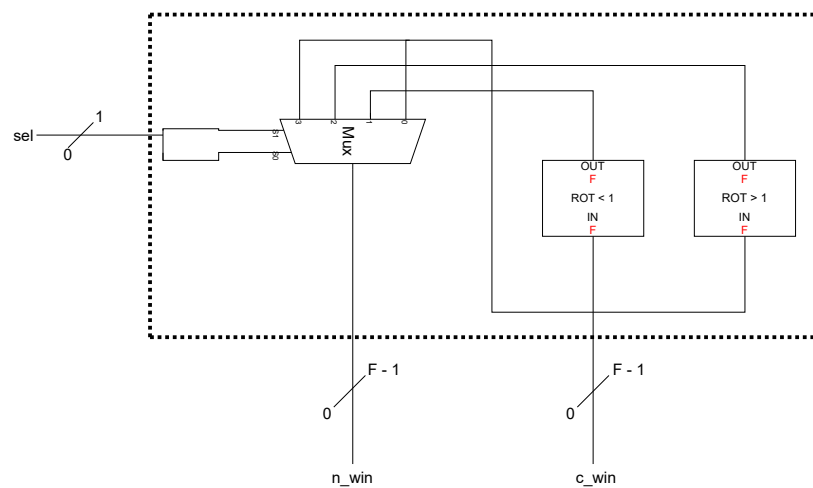 1
sel
0
3
2
1
0
S1
S0
Mux
OUT
F
ROT < 1
IN
F
OUT
F
ROT > 1
IN
F
F - 1
0
n_win
F - 1
0
c_win